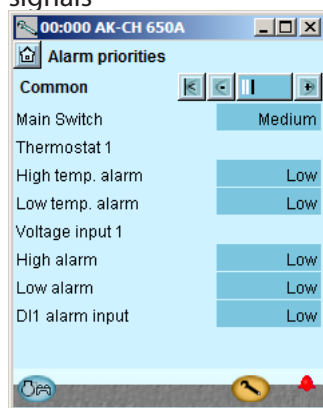 signals
00:000 AK-CH 650A
Alarm priorities
Common
Main Switch Medium
Thermostat 1
High temp. alarm Low
Low temp. alarm Low
Voltage input 1
High alarm Low
Low alarm Low
DI1 alarm input Low